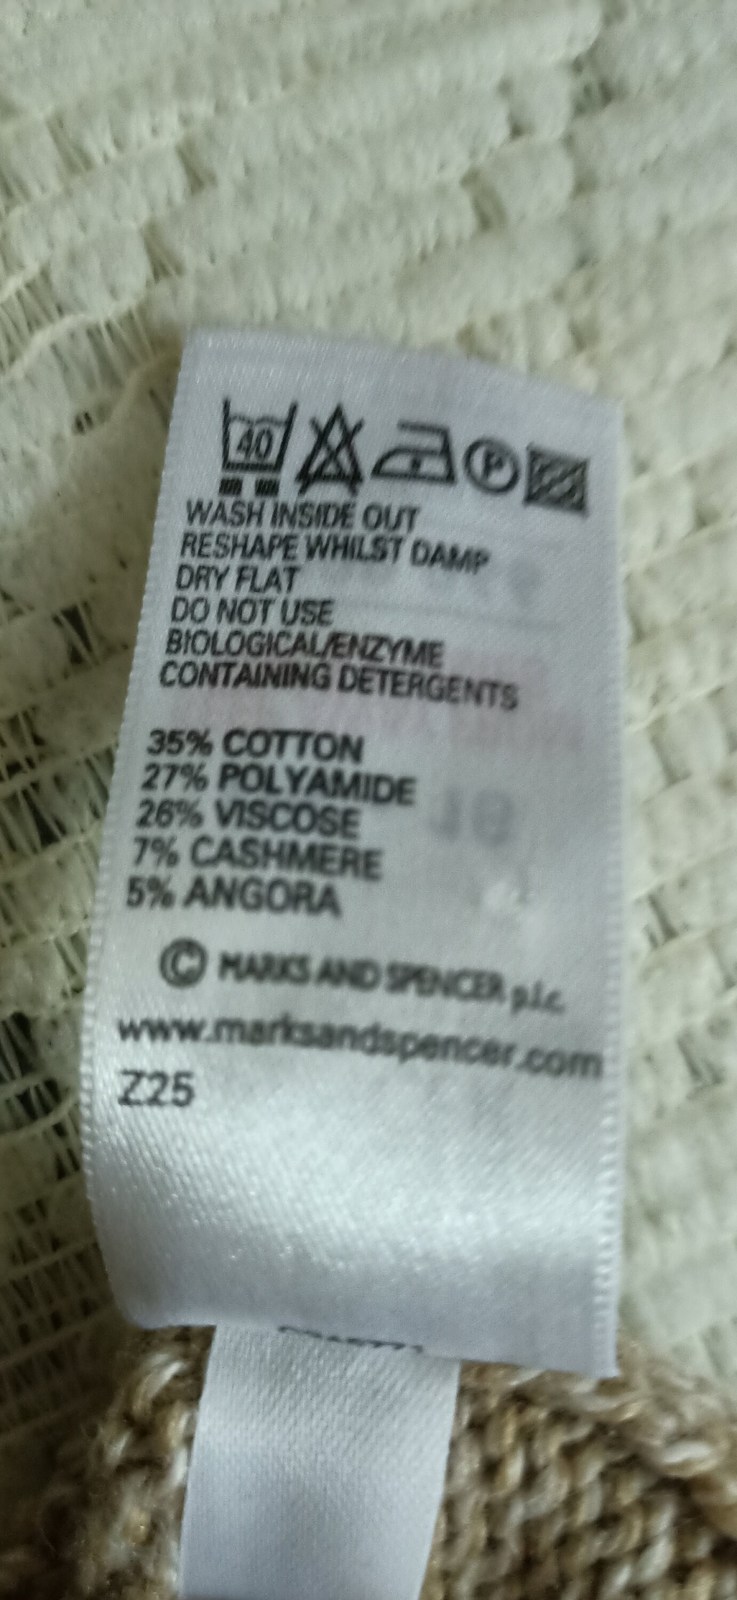 40
P
WASH INSIDE OUT
RESHAPE WHILST DAMP
DRY FLAT
DO NOT USE
BIOLOGICAL/ENZYME
CONTAINING DETERGENTS
35% COTTON
27% POLYAMIDE
26% VISCOSE
7% CASHMERE
5% ANGORA
© MARKS AND SPENCER p.l.c.
www.marksandspencer.com
Z25